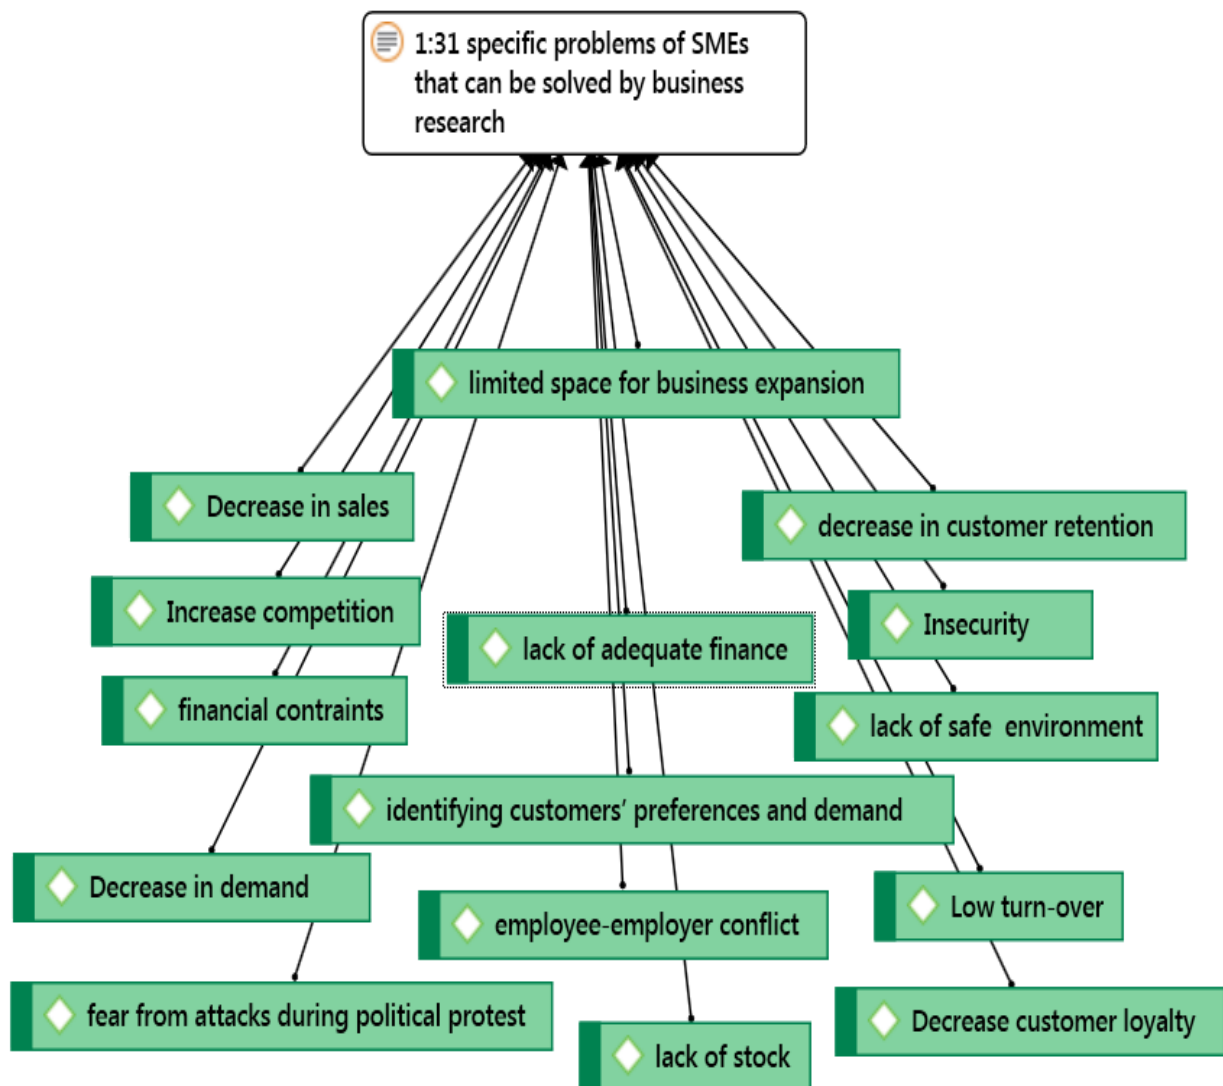 1:31 specific problems of SMEs
that can be solved by business
research
limited space for business expansion
Decrease in sales
decrease in customer retention
Increase competition
Insecurity
lack of adequate finance
financial contraints
lack of safe  environment
identifying customers’ preferences and demand
Decrease in demand
Low turn-over
employee-employer conflict
fear from attacks during political protest
Decrease customer loyalty
lack of stock